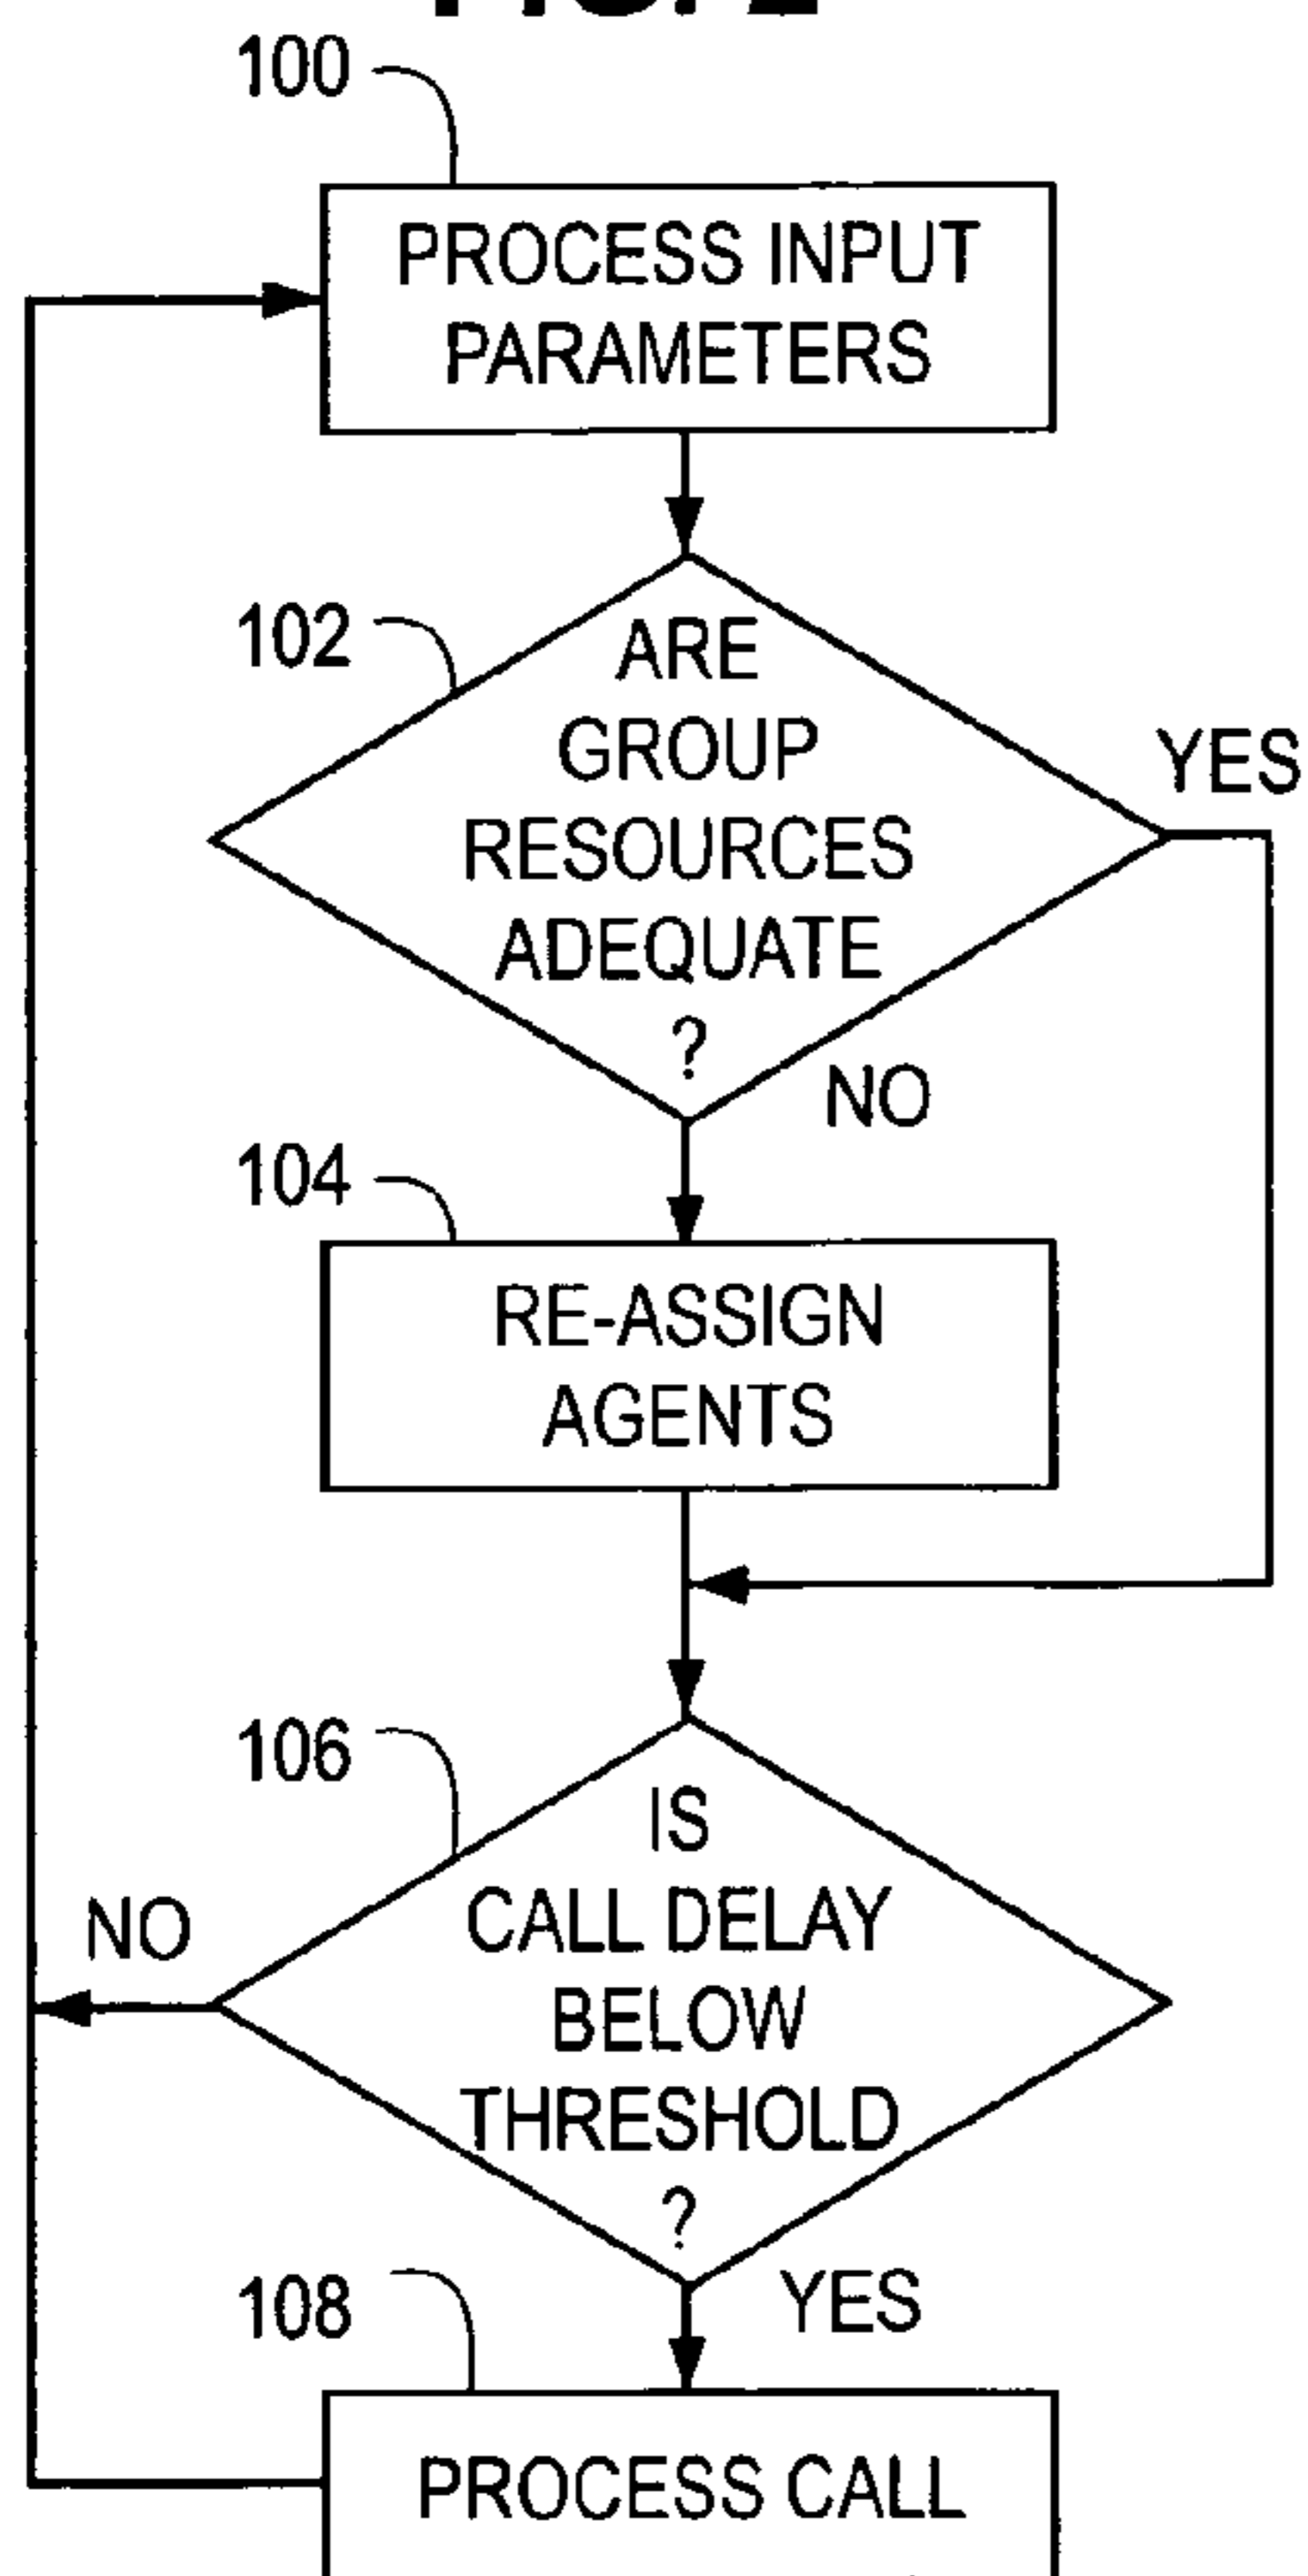 100
PROCESS INPUT
PARAMETERS
102
ARE
GROUP
RESOURCES
ADEQUATE
?
YES
NO
104
RE-ASSIGN
AGENTS
106
IS
CALL DELAY
BELOW
THRESHOLD
?
NO
YES
108
PROCESS CALL